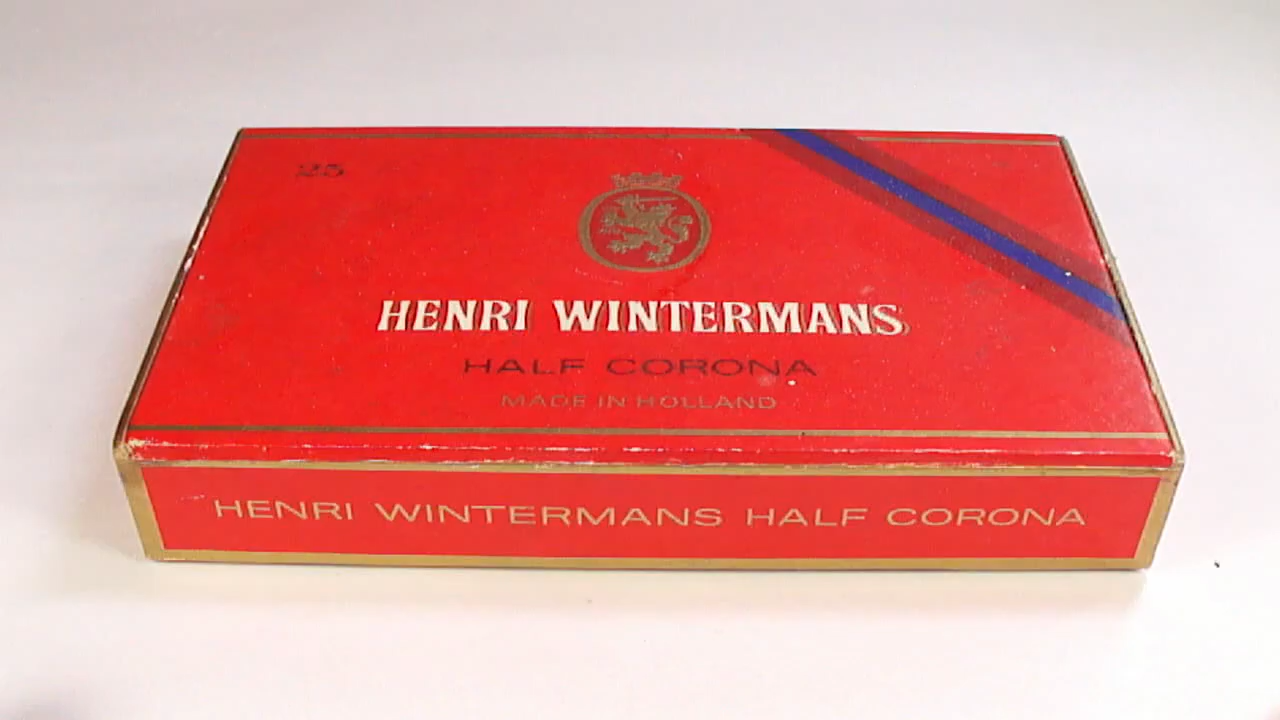 25
HENRI WINTERMANS
HALF CORONA
MADE IN HOLLAND
HENRI WINTERMANS HALF CORONA